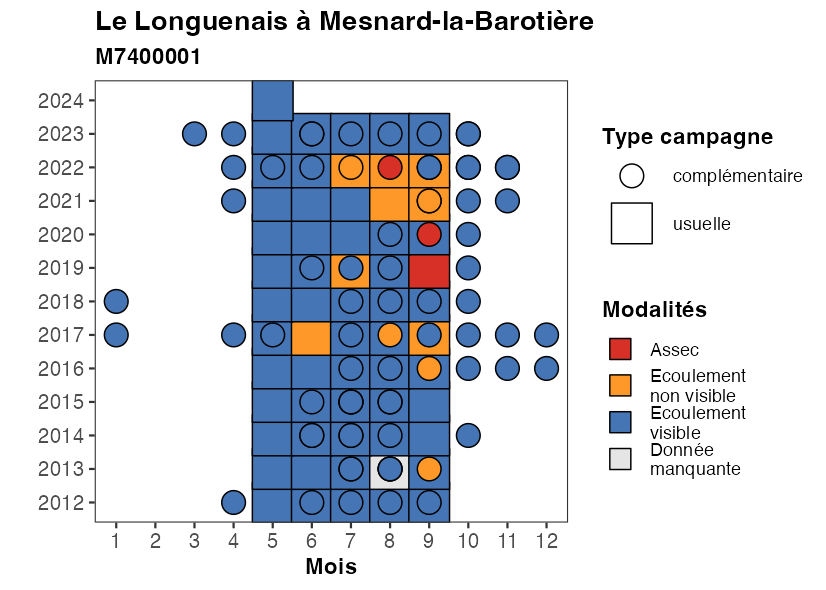 Le Longuenais à Mesnard-la-Barotière
M7400001
2024
2023
2022
2021
2020
2019
2018
2017
2016
2015
2014
2013
2012
1 2 3 4 5 6 7 8 9 10 11 12
Mois
Type campagne
complémentaire
usuelle
Modalités
Assec
Ecoulement
non visible
Ecoulement
visible
Donnée
manquante